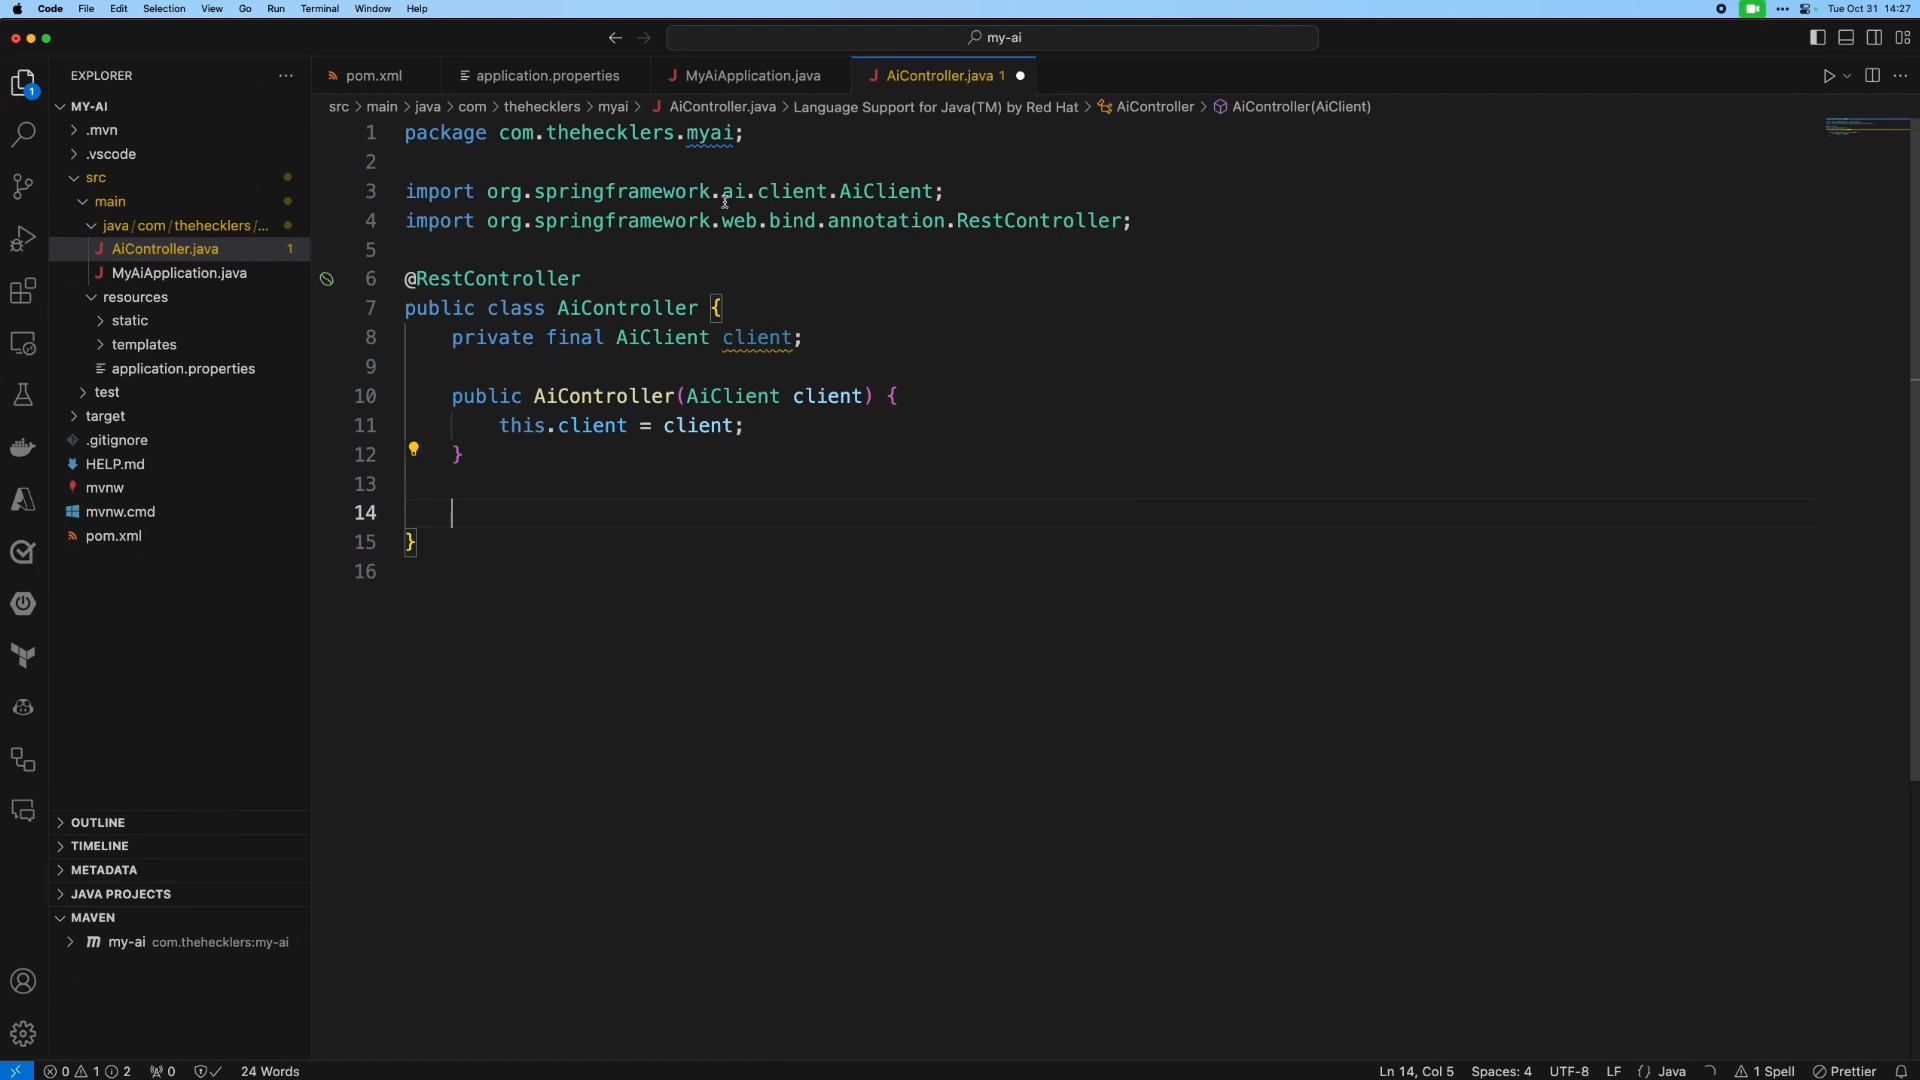 Code File Edit Selection View Go Run Terminal Window Help
Tue Oct 31 14:27
my-ai
EXPLORER
1
MY-AI
.mvn
.vscode
src
main
java/com/thehecklers/...
AiController.java 1
MyAiApplication.java
resources
static
templates
application.properties
test
target
.gitignore
HELP.md
mvnw
mvnw.cmd
pom.xml
OUTLINE
TIMELINE
METADATA
JAVA PROJECTS
MAVEN
my-ai com.thehecklers:my-ai
pom.xml application.properties MyAiApplication.java AiController.java 1
src > main > java > com > thehecklers > myai > AiController.java > Language Support for Java(TM) by Red Hat > AiController > AiController(AiClient)
1 package com.thehecklers.myai;
2
3 import org.springframework.ai.client.AiClient;
4 import org.springframework.web.bind.annotation.RestController;
5
6 @RestController
7 public class AiController {
8 private final AiClient client;
9
10 public AiController(AiClient client) {
11 this.client = client;
12 }
13
14
15 }
16
0 1 2 0 24 Words
Ln 14, Col 5 Spaces: 4 UTF-8 LF {} Java 1 Spell Prettier